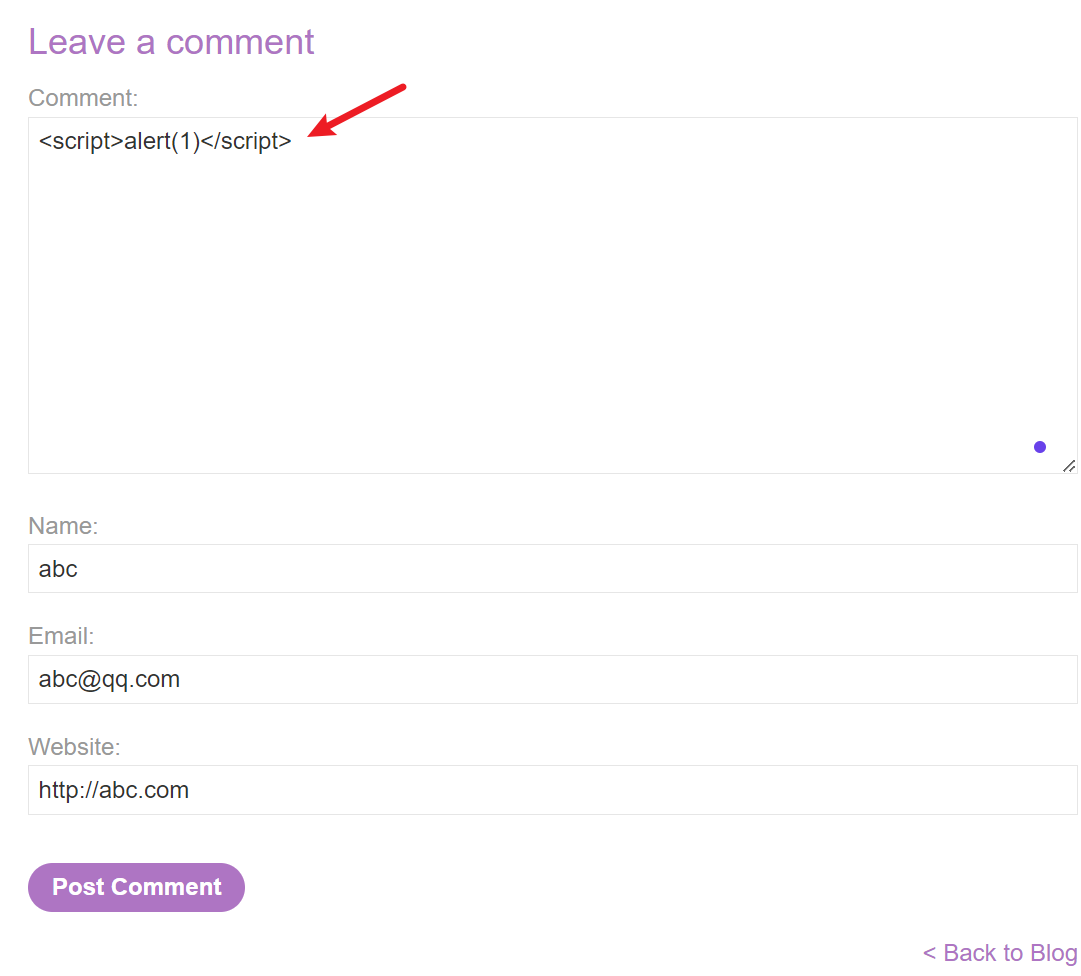 Leave a comment
Comment:
<script>alert(1)</script>
Name:
abc
Email:
abc@qq.com
Website:
http://abc.com
Post Comment
< Back to Blog